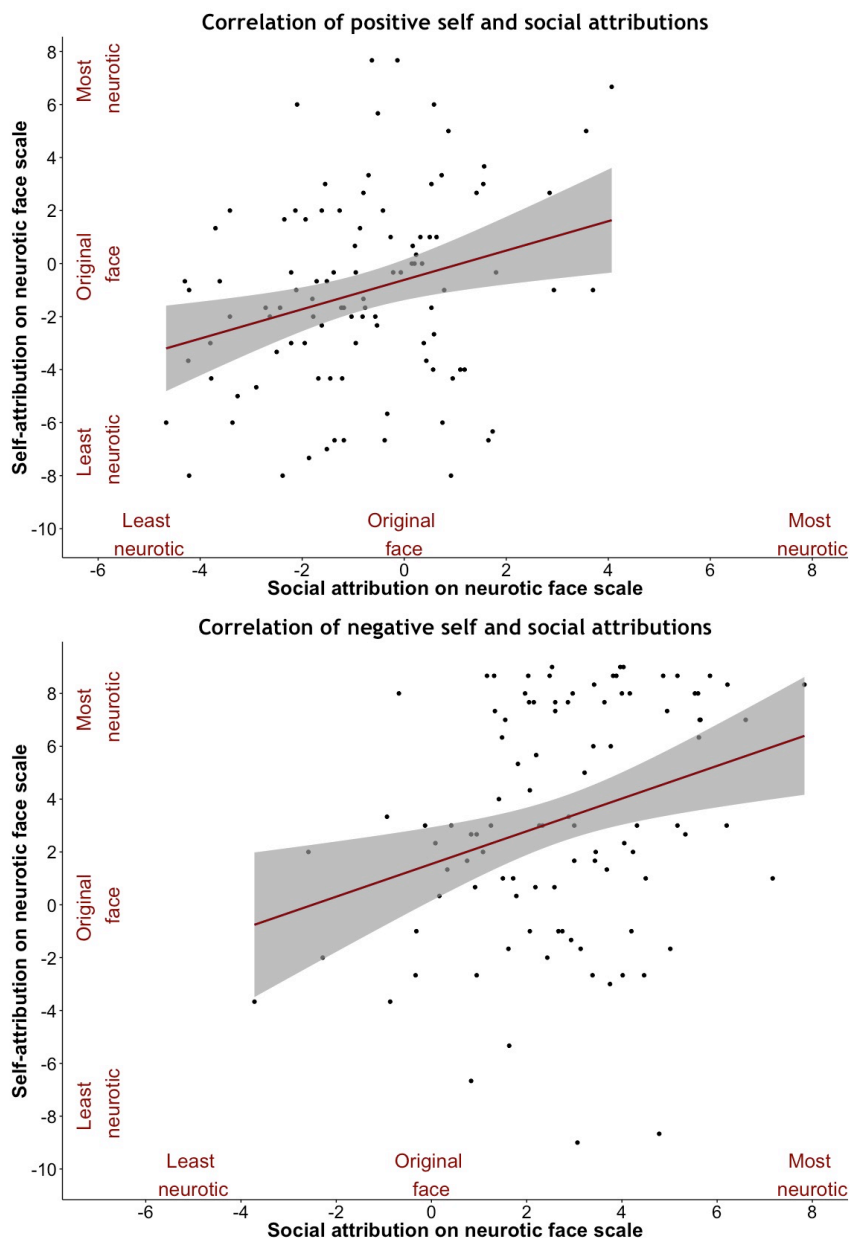 Correlation of positive self and social attributions
Self-attribution on neurotic face scale
8
6
4
2
0
-2
-4
-6
-8
-10
Most
neurotic
Original
face
Least
neurotic
Least
neurotic
Original
face
Most
neurotic
-6
-4
-2
0
2
4
6
8
Social attribution on neurotic face scale
Correlation of negative self and social attributions
Self-attribution on neurotic face scale
8
6
4
2
0
-2
-4
-6
-8
-10
Most
neurotic
Original
face
Least
neurotic
Least
neurotic
Original
face
Most
neurotic
-6
-4
-2
0
2
4
6
8
Social attribution on neurotic face scale